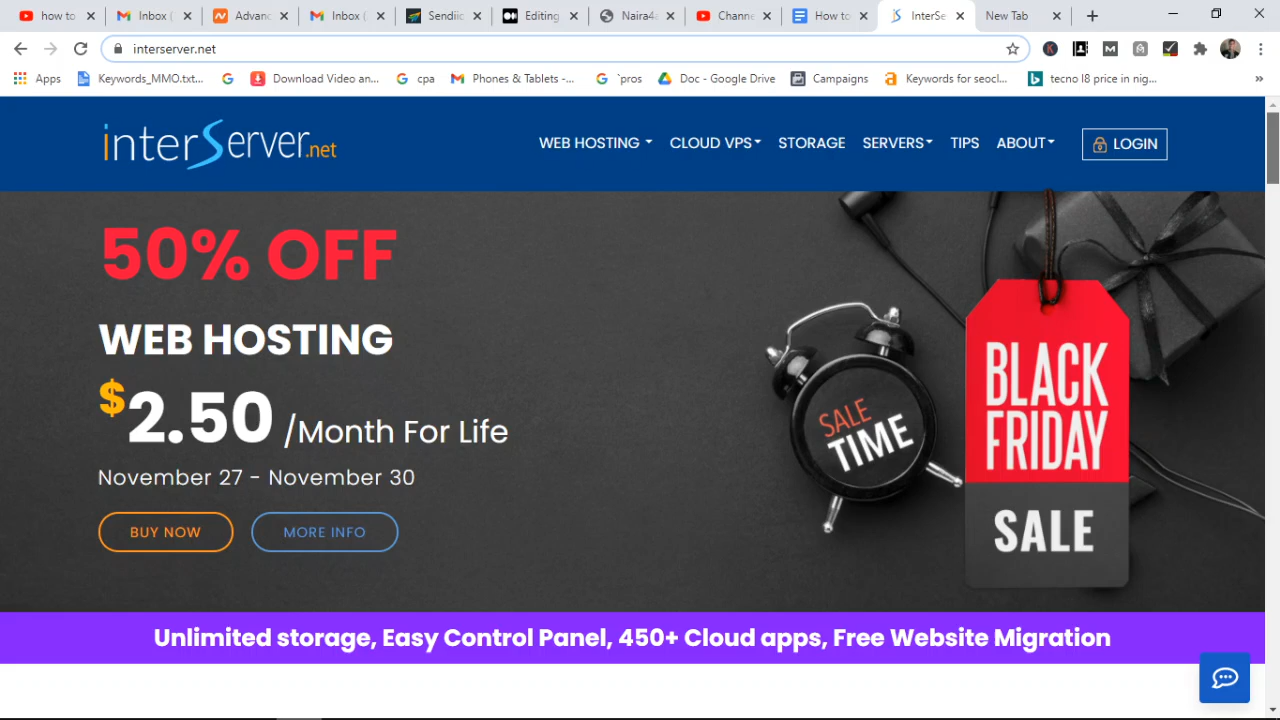 how to
Inbox (
Advanc
Inbox (
Sendiic
Editing
Nairala
Channe
How to
InterSe
New Tab
interserver.net
Apps
Keywords_MMO.txt...
Download Video an...
cpa
Phones & Tablets -...
`pros
Doc - Google Drive
Campaigns
Keywords for seocl...
tecno l8 price in nig...
»
interServer.net
WEB HOSTING
CLOUD VPS
STORAGE
SERVERS
TIPS
ABOUT
LOGIN
50% OFF
WEB HOSTING
$2.50 /Month For Life
November 27 - November 30
BUY NOW
MORE INFO
SALE
TIME
BLACK
FRIDAY
SALE
Unlimited storage, Easy Control Panel, 450+ Cloud apps, Free Website Migration